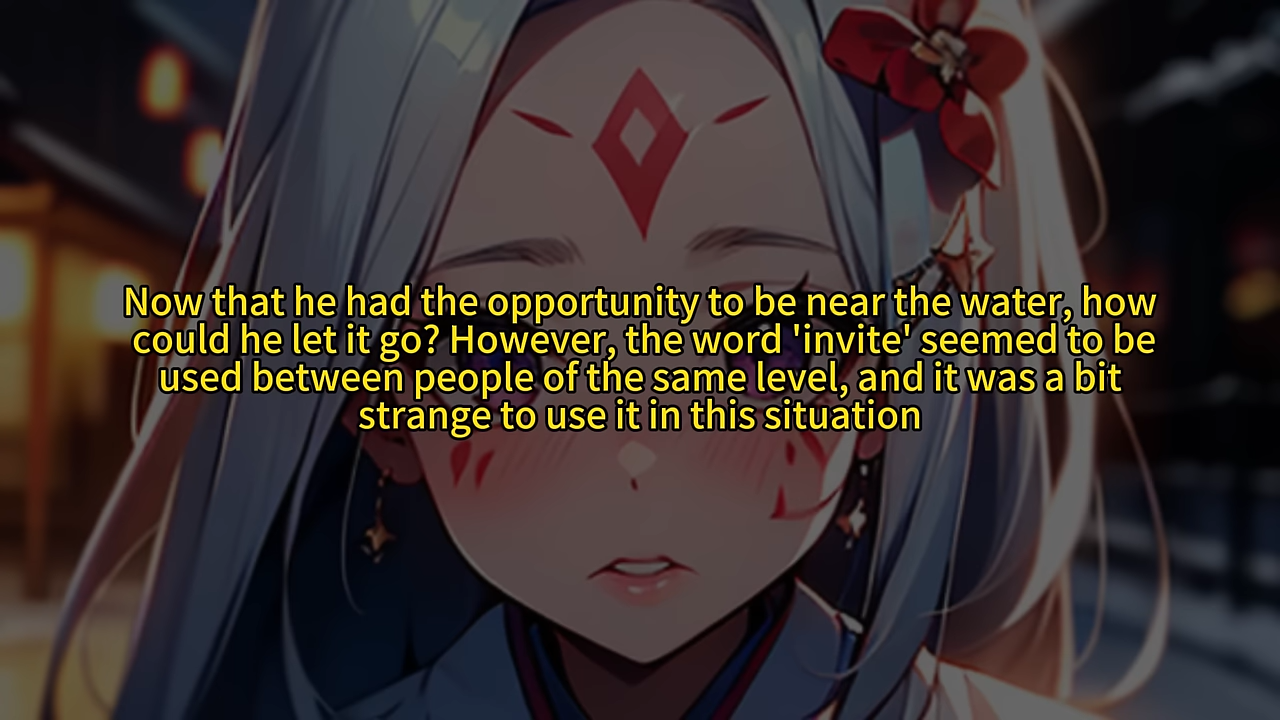 Now that he had the opportunity to be near the water, how
could he let it go? However, the word 'invite' seemed to be
used between people of the same level, and it was a bit
strange to use it in this situation